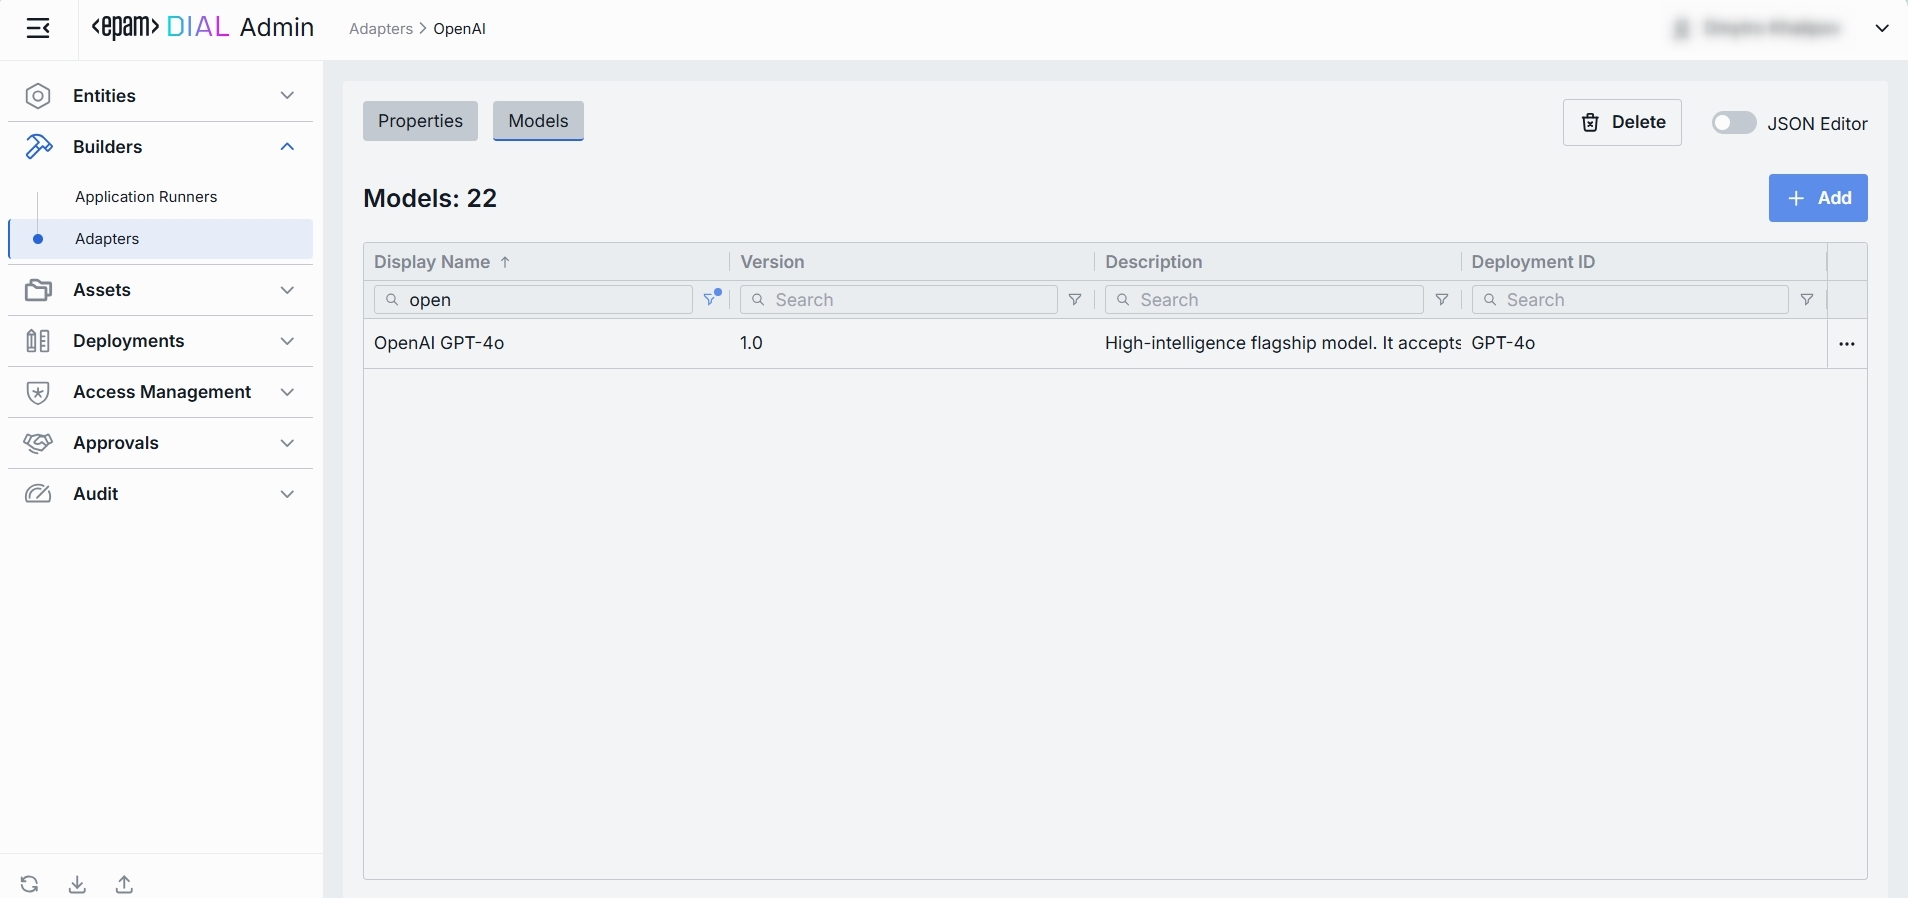 <epam> DIAL Admin
Adapters > OpenAI
Entities
Builders
Application Runners
Adapters
Assets
Deployments
Access Management
Approvals
Audit
Properties Models
Delete JSON Editor
Models: 22
+ Add
Display Name ↑ Version Description Deployment ID
open Search Search Search
OpenAI GPT-4o 1.0 High-intelligence flagship model. It accepts GPT-4o